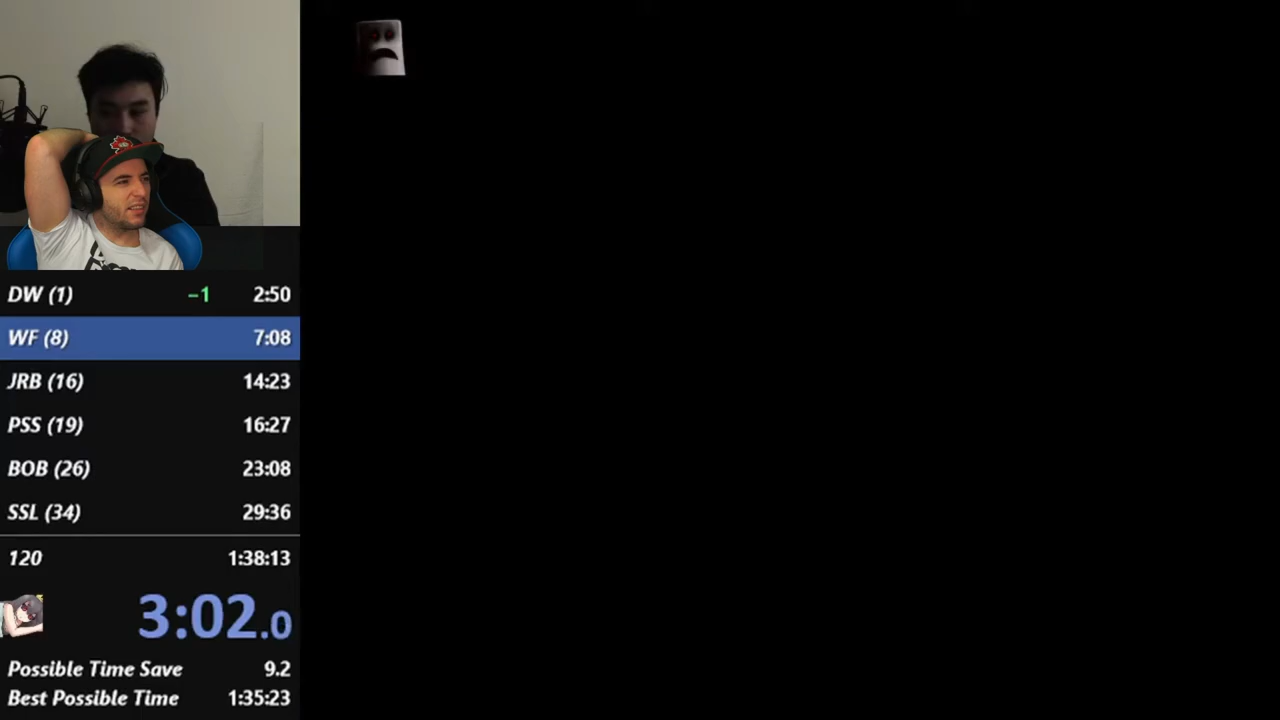 DW (1) -1 2:50
WF (8) 7:08
JRB (16) 14:23
PSS (19) 16:27
BOB (26) 23:08
SSL (34) 29:36
120 1:38:13
3:02.0
Possible Time Save 9.2
Best Possible Time 1:35:23